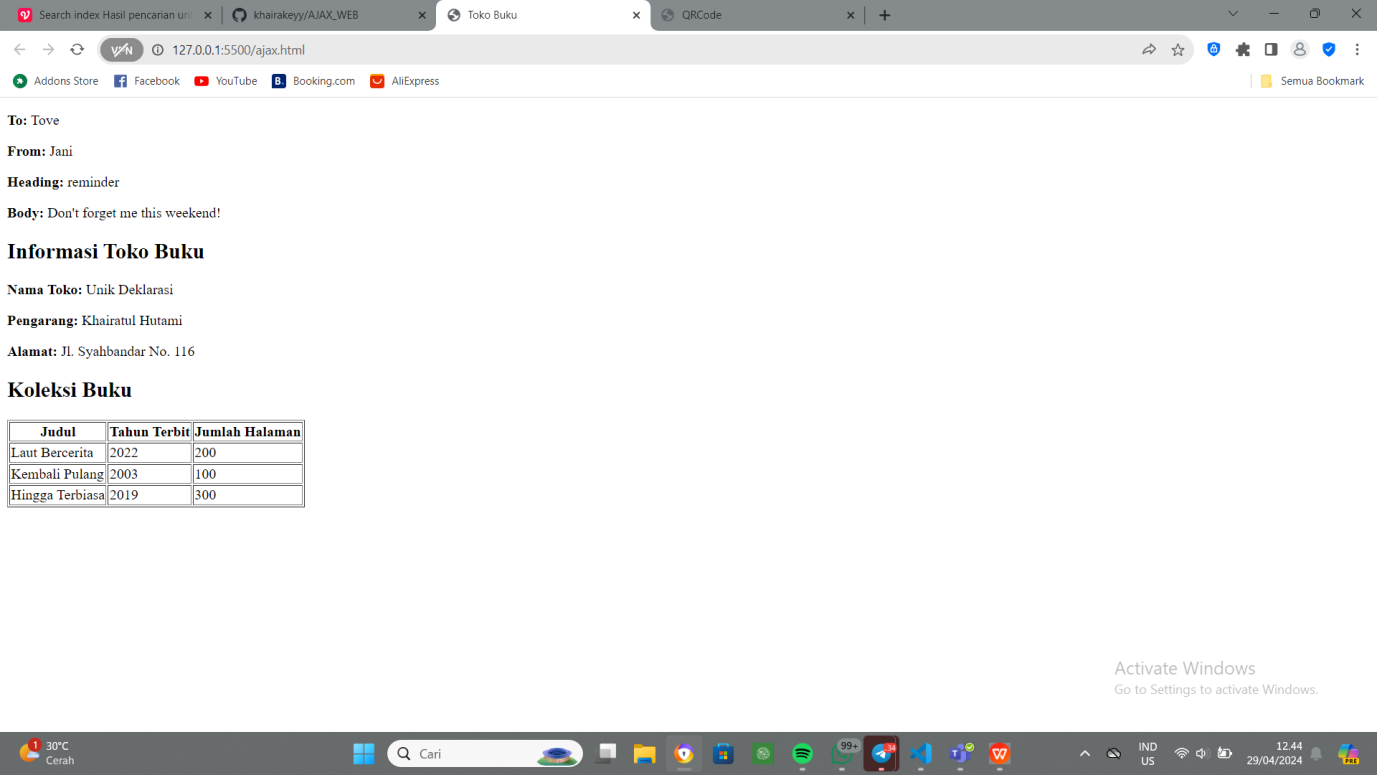 Search index Hasil pencarian un
khairakeyy/AJAX_WEB
Toko Buku
QRCode
VPN
127.0.0.1:5500/ajax.html
Addons Store
Facebook
YouTube
B.
Booking.com
AliExpress
Semua Bookmark
To: Tove
From: Jani
Heading: reminder
Body: Don't forget me this weekend!
Informasi Toko Buku
Nama Toko: Unik Deklarasi
Pengarang: Khairatul Hutami
Alamat: Jl. Syahbandar No. 116
Koleksi Buku
Judul Tahun Terbit Jumlah Halaman
Laut Bercerita 2022 200
Kembali Pulang 2003 100
Hingga Terbiasa 2019 300
Activate Windows
Go to Settings to activate Windows.
1
30°C
Cerah
Cari
99+
34
IND
US
12.44
29/04/2024
PRE